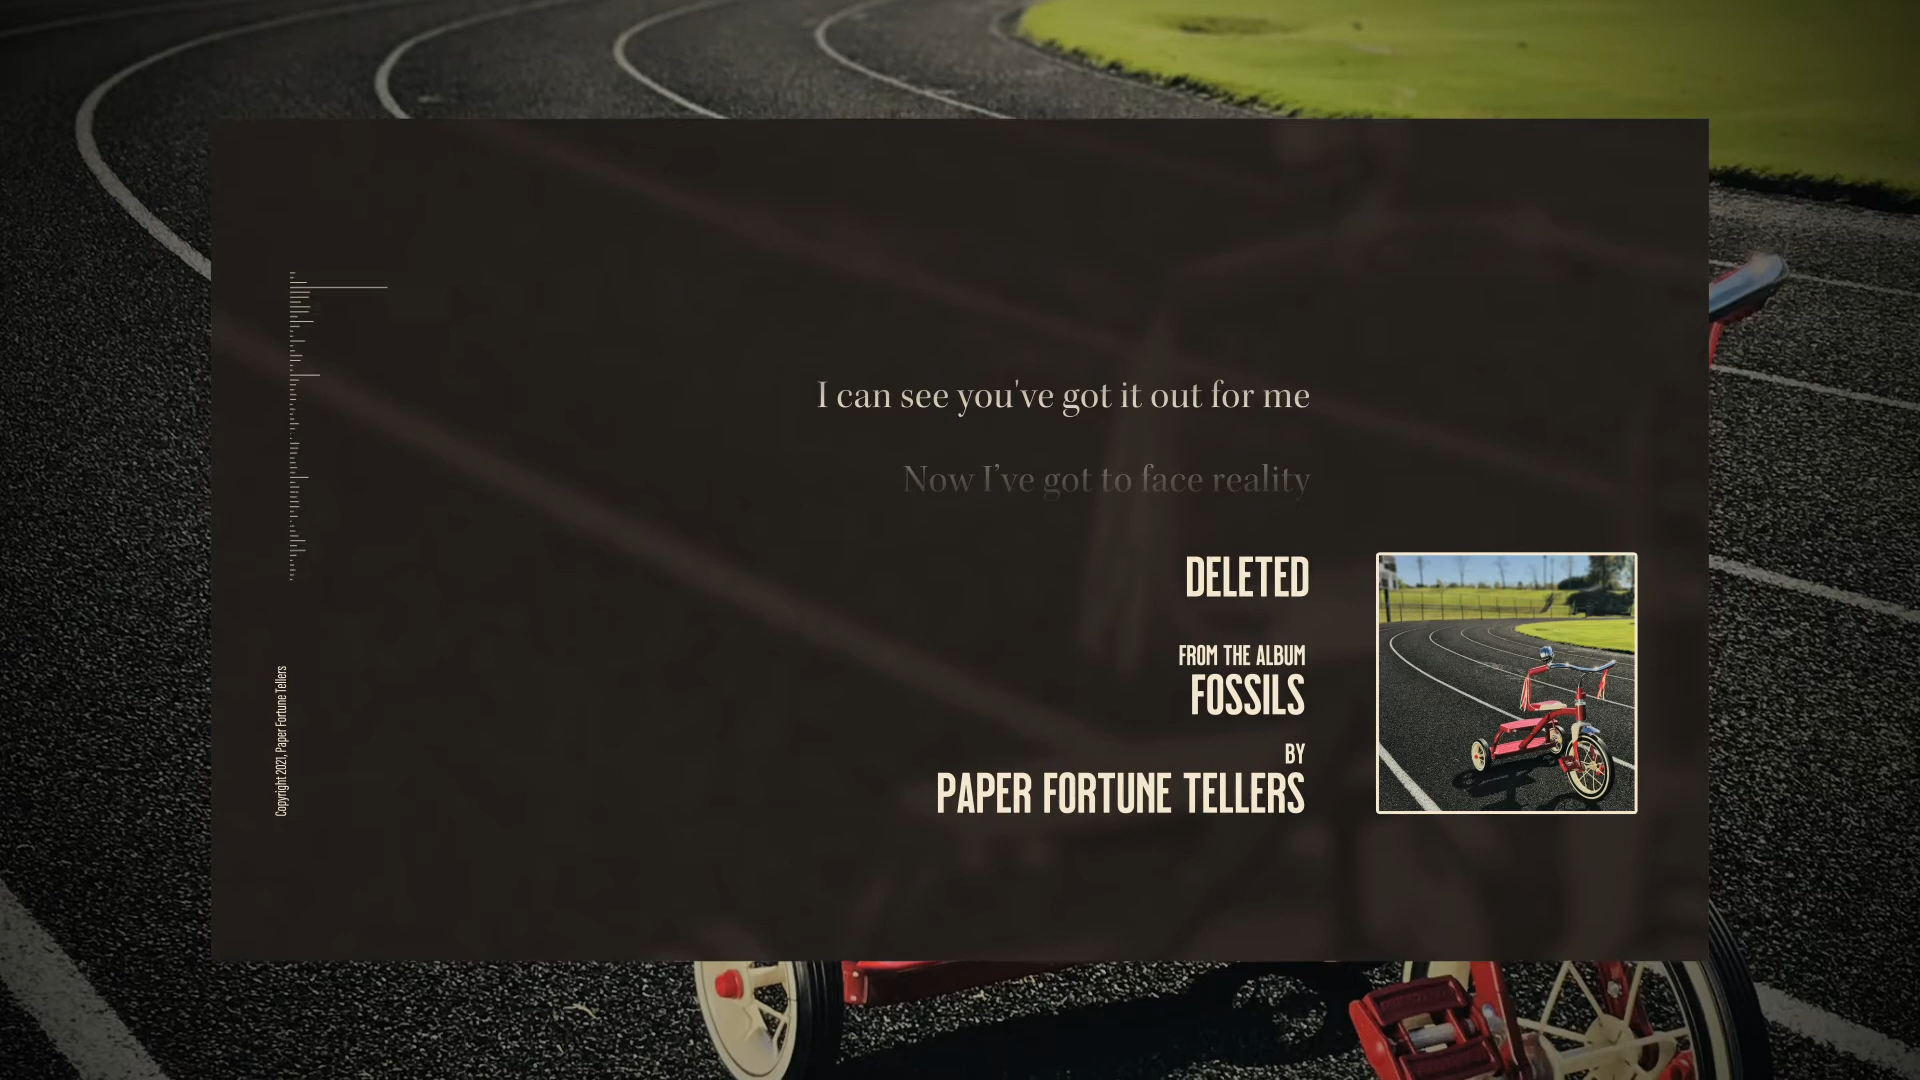 I can see you've got it out for me
Now I’ve got to face reality
DELETED
FROM THE ALBUM
FOSSILS
BY
PAPER FORTUNE TELLERS
Copyright 2021, Paper Fortune Tellers